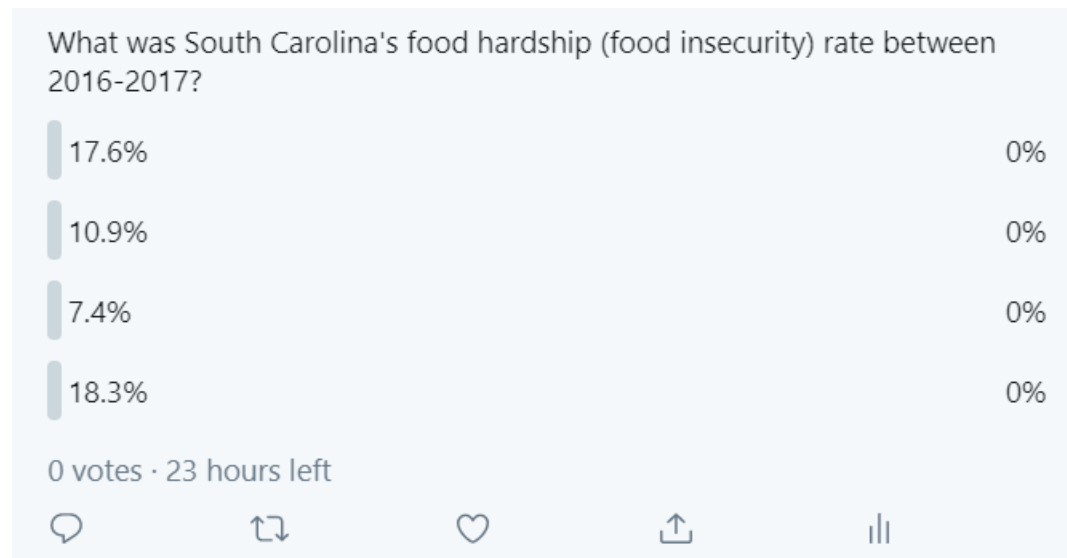 What was South Carolina's food hardship (food insecurity) rate between
2016-2017?
17.6% 0%
10.9% 0%
7.4% 0%
18.3% 0%
0 votes · 23 hours left